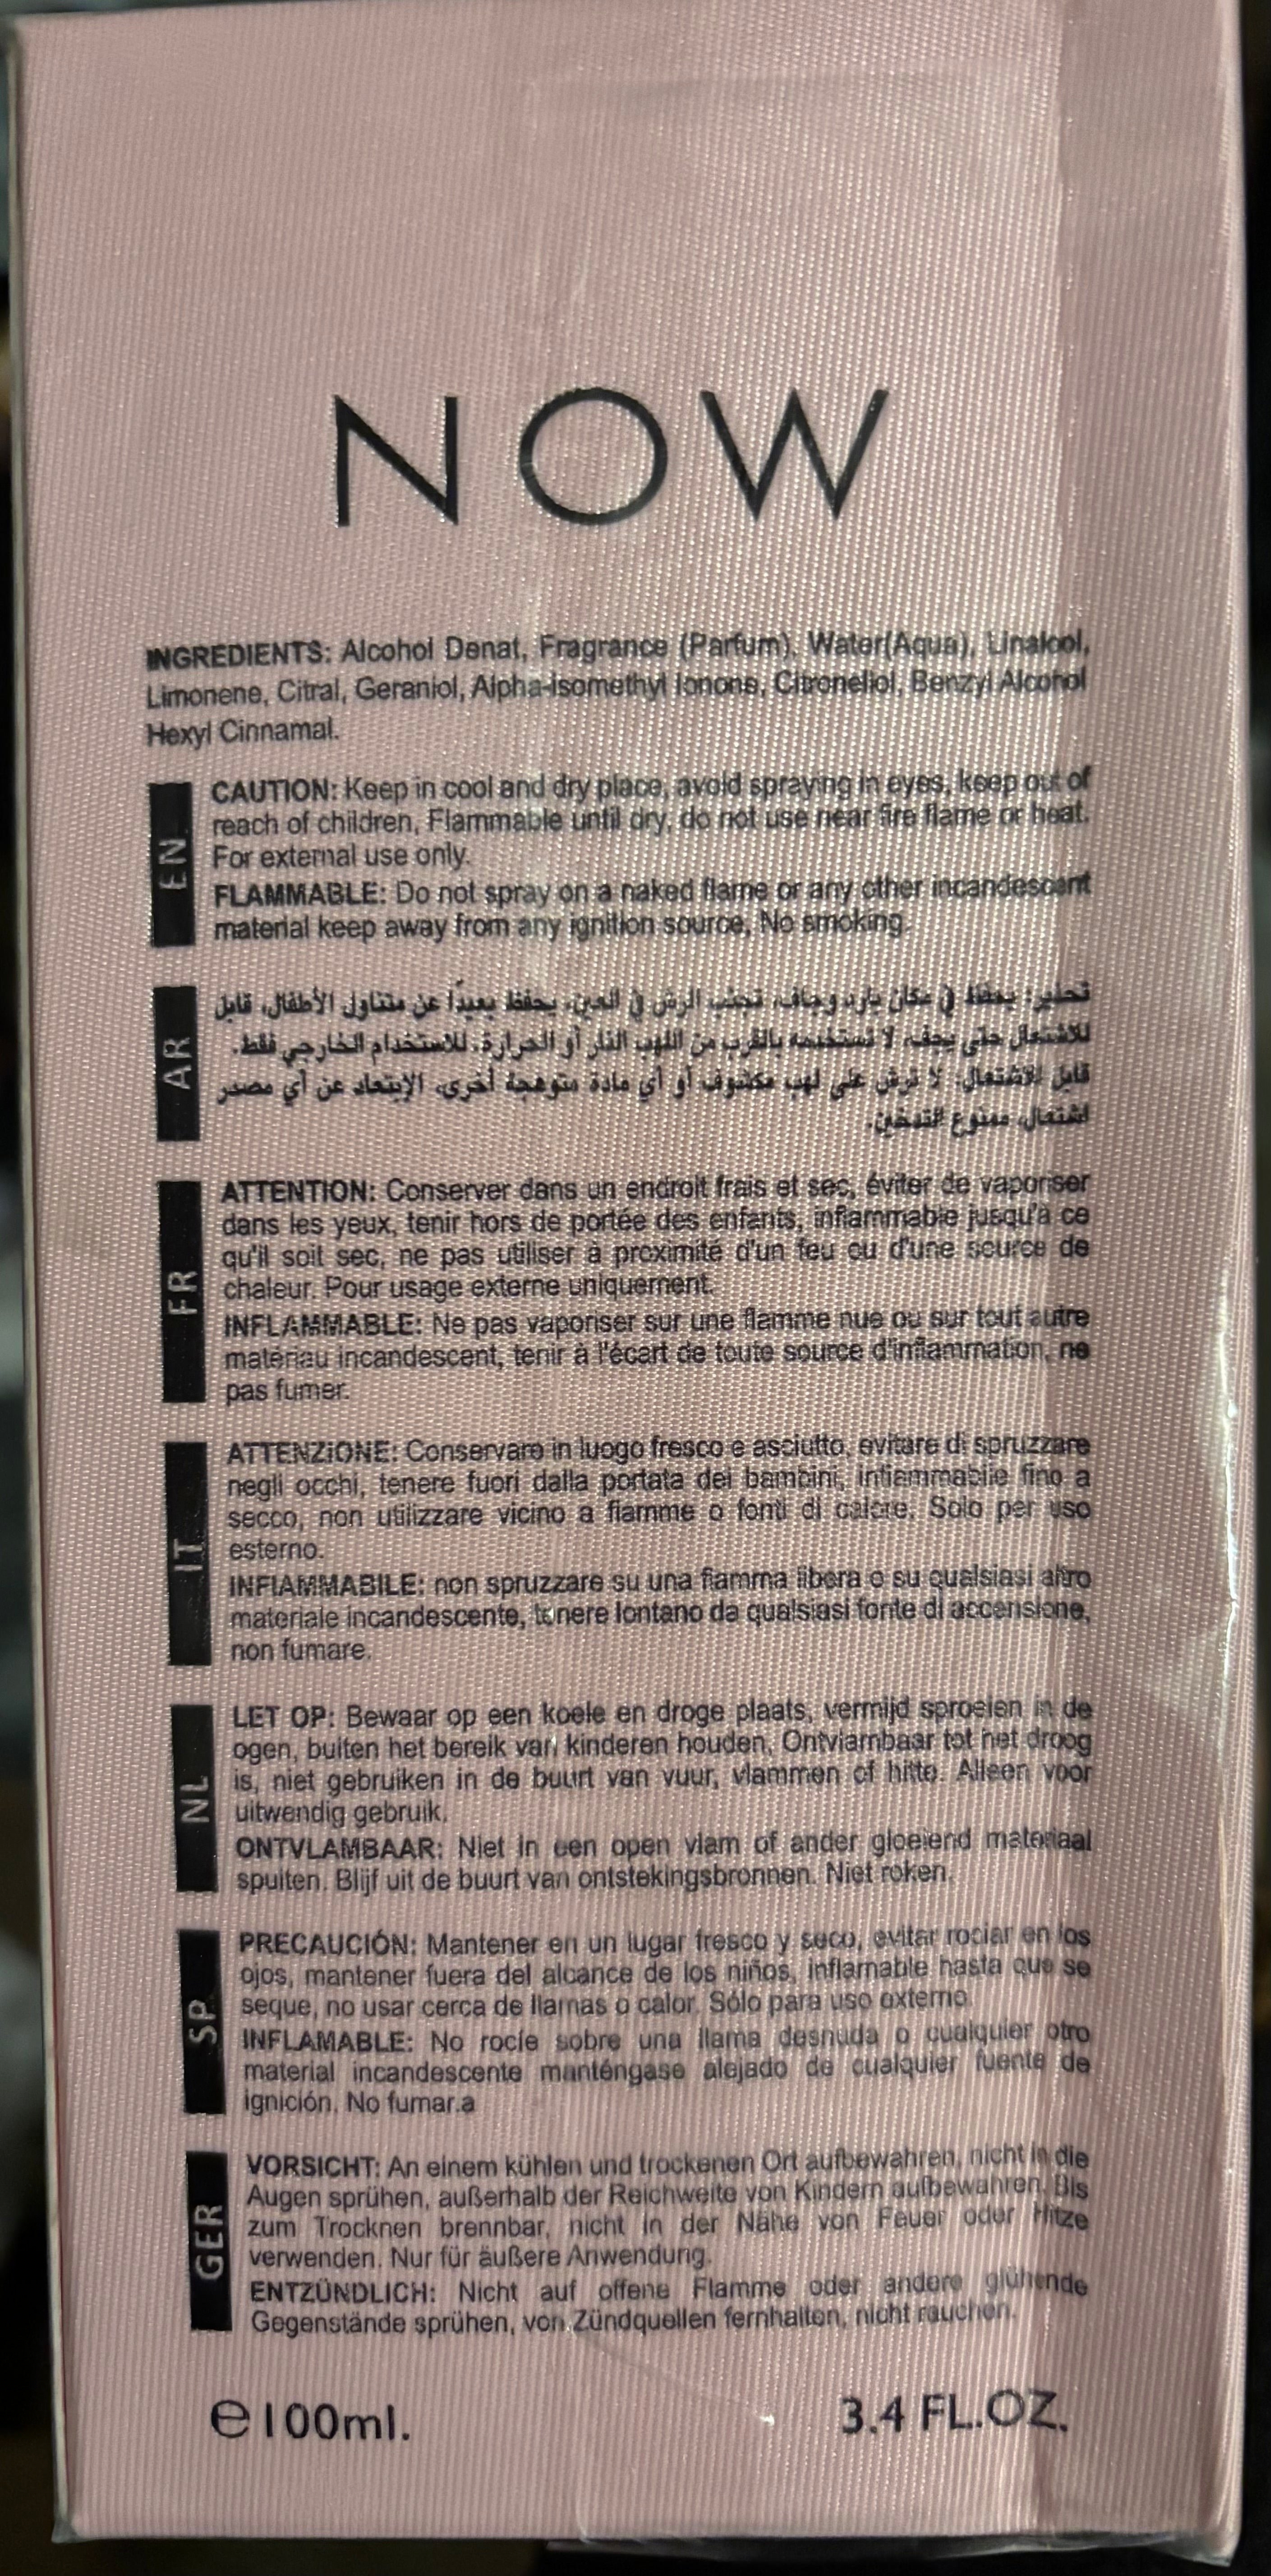 NOW
INGREDIENTS: Alcohol Denat, Fragrance (Parfum), Water(Aqua), Linalool,
Limonene, Citral, Geraniol, Alpha-isomethyl Ionone, Citronellol, Benzyl Alcohol
Hexyl Cinnamal.
EN
CAUTION: Keep in cool and dry place, avoid spraying in eyes, keep out of
reach of children, Flammable until dry, do not use near fire flame or heat.
For external use only.
FLAMMABLE: Do not spray on a naked flame or any other incandescent
material keep away from any ignition source, No smoking.
AR
تحذير: يحفظ في مكان بارد وجاف، تجنب الرش في العين، يحفظ بعيدًا عن متناول الأطفال، قابل
للاشتعال حتى يجف، لا تستخدمه بالقرب من اللهب النار أو الحرارة. للاستخدام الخارجي فقط.
قابل للاشتعال: لا ترش على لهب مكشوف أو أي مادة متوهجة أخرى، الإبتعاد عن أي مصدر
اشتعال، ممنوع التدخين.
FR
ATTENTION: Conserver dans un endroit frais et sec, éviter de vaporiser
dans les yeux, tenir hors de portée des enfants, inflammable jusqu'à ce
qu'il soit sec, ne pas utiliser à proximité d'un feu ou d'une source de
chaleur. Pour usage externe uniquement.
INFLAMMABLE: Ne pas vaporiser sur une flamme nue ou sur tout autre
matériau incandescent, tenir à l'écart de toute source d'inflammation, ne
pas fumer.
IT
ATTENZIONE: Conservare in luogo fresco e asciutto, evitare di spruzzare
negli occhi, tenere fuori dalla portata dei bambini, infiammabile fino a
secco, non utilizzare vicino a fiamme o fonti di calore. Solo per uso
esterno.
INFIAMMABILE: non spruzzare su una fiamma libera o su qualsiasi altro
materiale incandescente, tenere lontano da qualsiasi fonte di accensione,
non fumare.
NL
LET OP: Bewaar op een koele en droge plaats, vermijd sproeien in de
ogen, buiten het bereik van kinderen houden, Ontvlambaar tot het droog
is, niet gebruiken in de buurt van vuur, vlammen of hitte. Alleen voor
uitwendig gebruik.
ONTVLAMBAAR: Niet in een open vlam of ander gloeiend materiaal
spuiten. Blijf uit de buurt van ontstekingsbronnen. Niet roken.
SP
PRECAUCIÓN: Mantener en un lugar fresco y seco, evitar rociar en los
ojos, mantener fuera del alcance de los niños, inflamable hasta que se
seque, no usar cerca de llamas o calor. Sólo para uso externo.
INFLAMABLE: No rocíe sobre una llama desnuda o cualquier otro
material incandescente manténgase alejado de cualquier fuente de
ignición. No fumar.a
GER
VORSICHT: An einem kühlen und trockenen Ort aufbewahren, nicht in die
Augen sprühen, außerhalb der Reichweite von Kindern aufbewahren. Bis
zum Trocknen brennbar, nicht in der Nähe von Feuer oder Hitze
verwenden. Nur für äußere Anwendung.
ENTZÜNDLICH: Nicht auf offene Flamme oder andere glühende
Gegenstände sprühen, von Zündquellen fernhalten, nicht rauchen.
℮100ml. 3.4 FL.OZ.